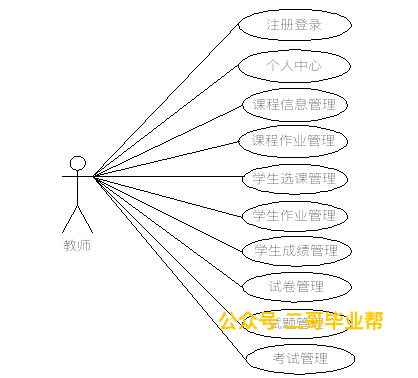 注册登录
个人中心
课程信息管理
课程作业管理
学生选课管理
学生作业管理
教师
学生成绩管理
试卷管理
试题管理
公众号 二哥毕业帮
考试管理